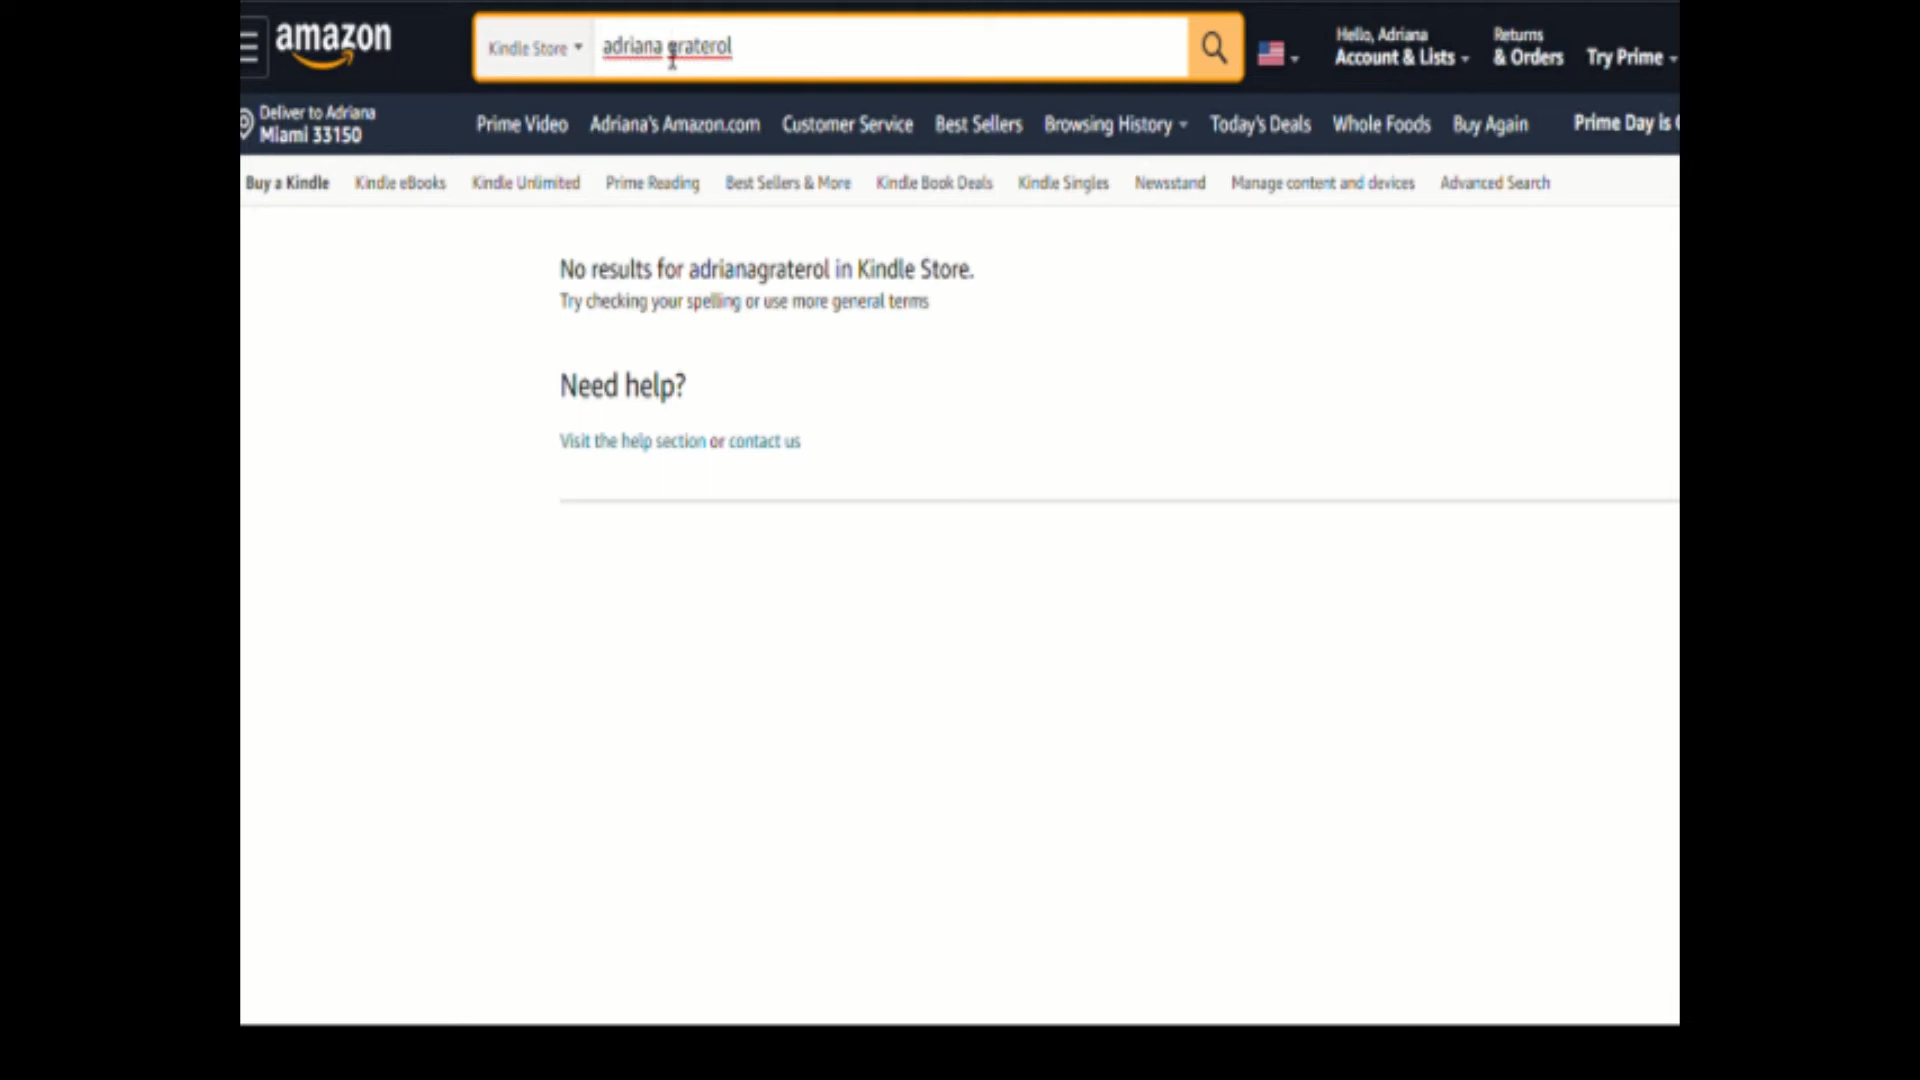 amazon
Kindle Store
adriana graterol
Hello, Adriana
Account & Lists
Returns
& Orders
Try Prime
Deliver to Adriana
Miami 33150
Prime Video
Adriana's Amazon.com
Customer Service
Best Sellers
Browsing History
Today's Deals
Whole Foods
Buy Again
Prime Day is
Buy a Kindle
Kindle eBooks
Kindle Unlimited
Prime Reading
Best Sellers & More
Kindle Book Deals
Kindle Singles
Newsstand
Manage content and devices
Advanced Search
No results for adrianagraterol in Kindle Store.
Try checking your spelling or use more general terms
Need help?
Visit the help section or contact us